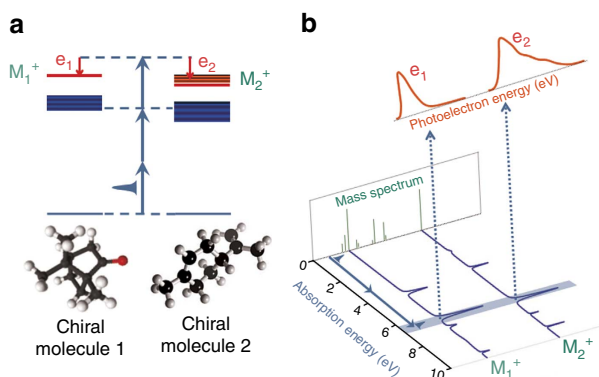 a
e1
e2
M1+
M2+
Chiral
molecule 1
Chiral
molecule 2
b
e1
e2
Photoelectron energy (eV)
Mass spectrum
0
2
4
6
8
10
Absorption energy (eV)
M1+
M2+